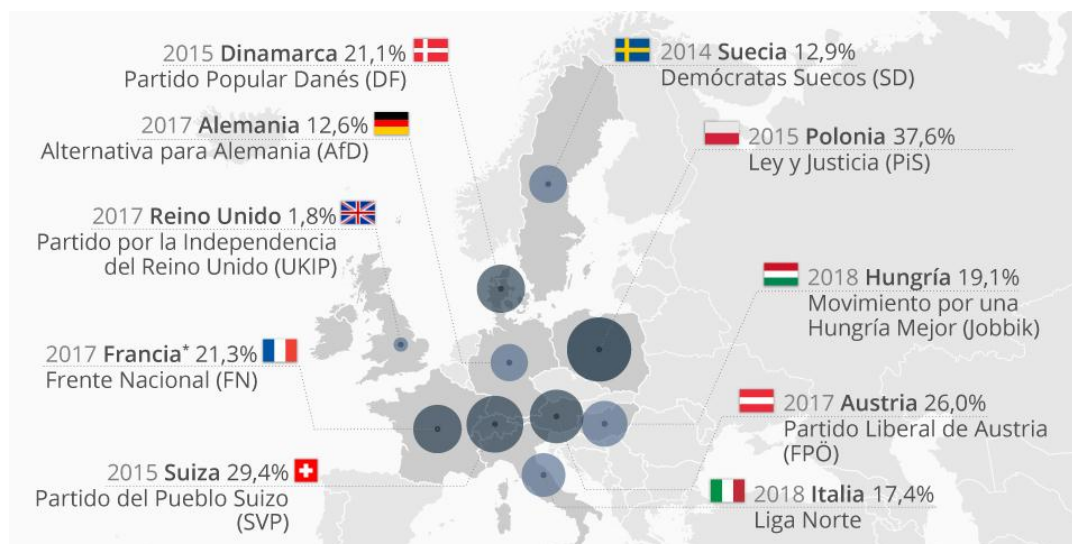 2015 Dinamarca 21,1%
Partido Popular Danés (DF)
2017 Alemania 12,6%
Alternativa para Alemania (AfD)
2017 Reino Unido 1,8%
Partido por la Independencia
del Reino Unido (UKIP)
2017 Francia* 21,3%
Frente Nacional (FN)
2015 Suiza 29,4%
Partido del Pueblo Suizo
(SVP)
2014 Suecia 12,9%
Demócratas Suecos (SD)
2015 Polonia 37,6%
Ley y Justicia (PiS)
2018 Hungría 19,1%
Movimiento por una
Hungría Mejor (Jobbik)
2017 Austria 26,0%
Partido Liberal de Austria
(FPÖ)
2018 Italia 17,4%
Liga Norte